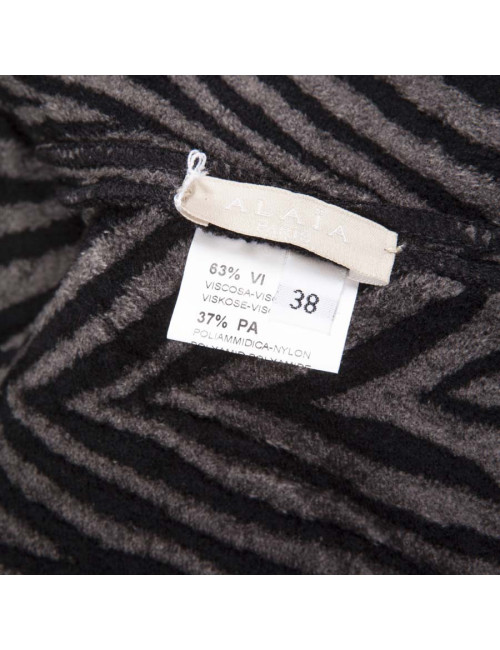 ALAÏA
63% VI
VISCOSA-VISC
VISKOSE-VIS
38
37% PA
POLIAMMIDICA-NYLON